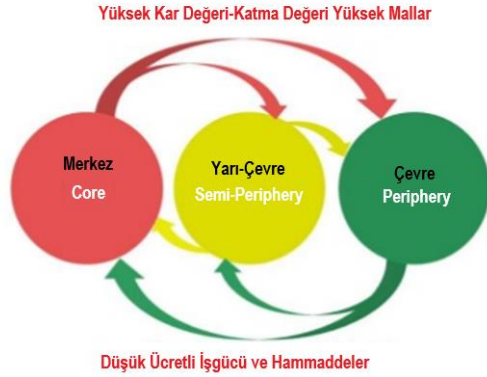 Yüksek Kar Değeri-Katma Değeri Yüksek Mallar
Merkez
Core
Yarı-Çevre
Semi-Periphery
Çevre
Periphery
Düşük Ücretli İşgücü ve Hammaddeler